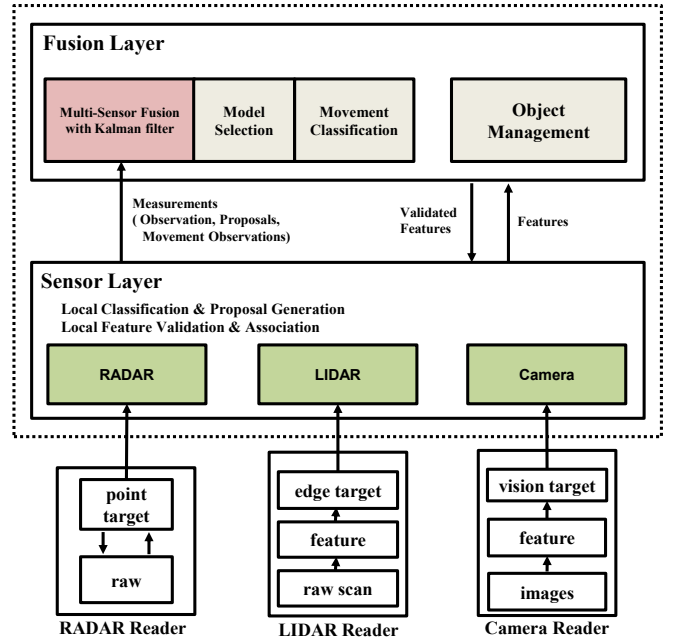 Fusion Layer
Multi-Sensor Fusion
with Kalman filter
Model
Selection
Movement
Classification
Object
Management
Measurements
( Observation, Proposals,
Movement Observations)
Validated
Features
Features
Sensor Layer
Local Classification & Proposal Generation
Local Feature Validation & Association
RADAR
LIDAR
Camera
point
target
raw
RADAR Reader
edge target
feature
raw scan
LIDAR Reader
vision target
feature
images
Camera Reader